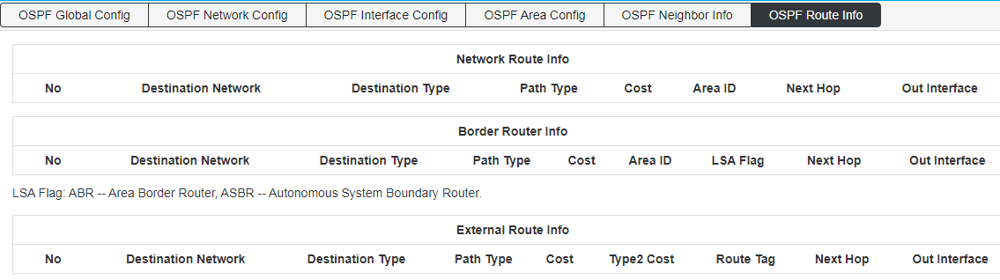 OSPF Global Config OSPF Network Config OSPF Interface Config OSPF Area Config OSPF Neighbor Info OSPF Route Info
Network Route Info
No Destination Network Destination Type Path Type Cost Area ID Next Hop Out Interface
Border Router Info
No Destination Network Destination Type Path Type Cost Area ID LSA Flag Next Hop Out Interface
LSA Flag: ABR -- Area Border Router, ASBR -- Autonomous System Boundary Router.
External Route Info
No Destination Network Destination Type Path Type Cost Type2 Cost Route Tag Next Hop Out Interface